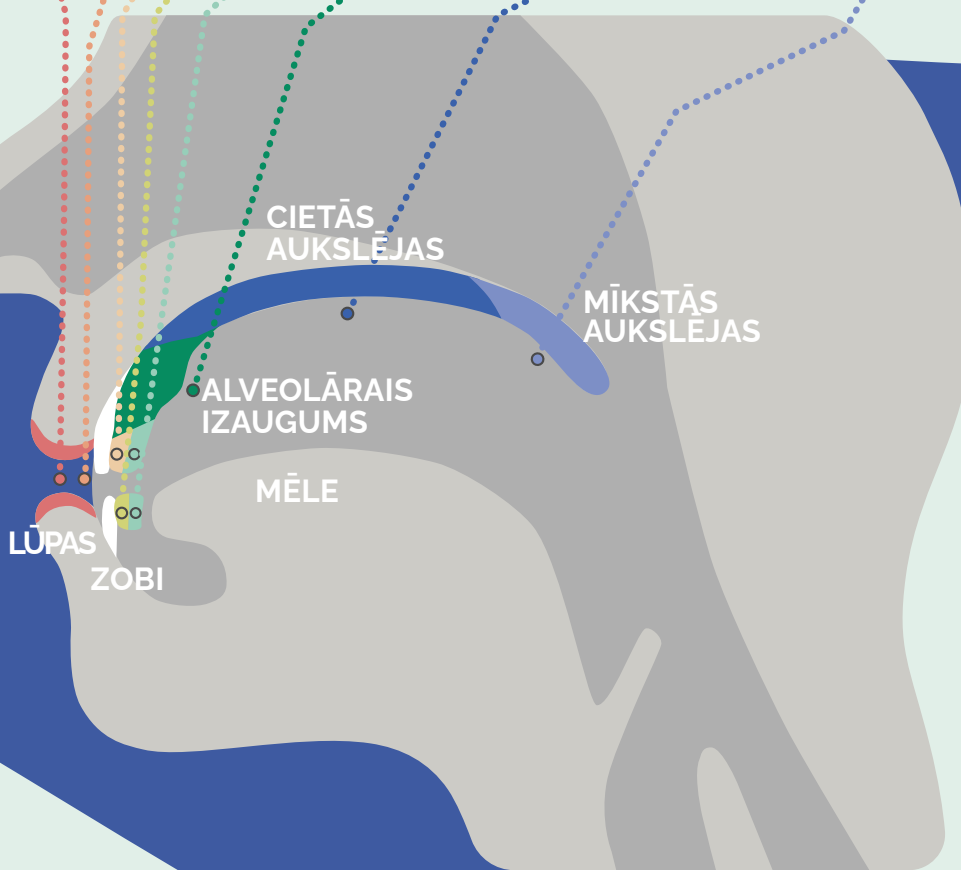 CIETĀS
AUKSLĒJAS
MĪKSTĀS
AUKSLĒJAS
ALVEOLĀRAIS
IZAUGUMS
MĒLE
LŪPAS
ZOBI